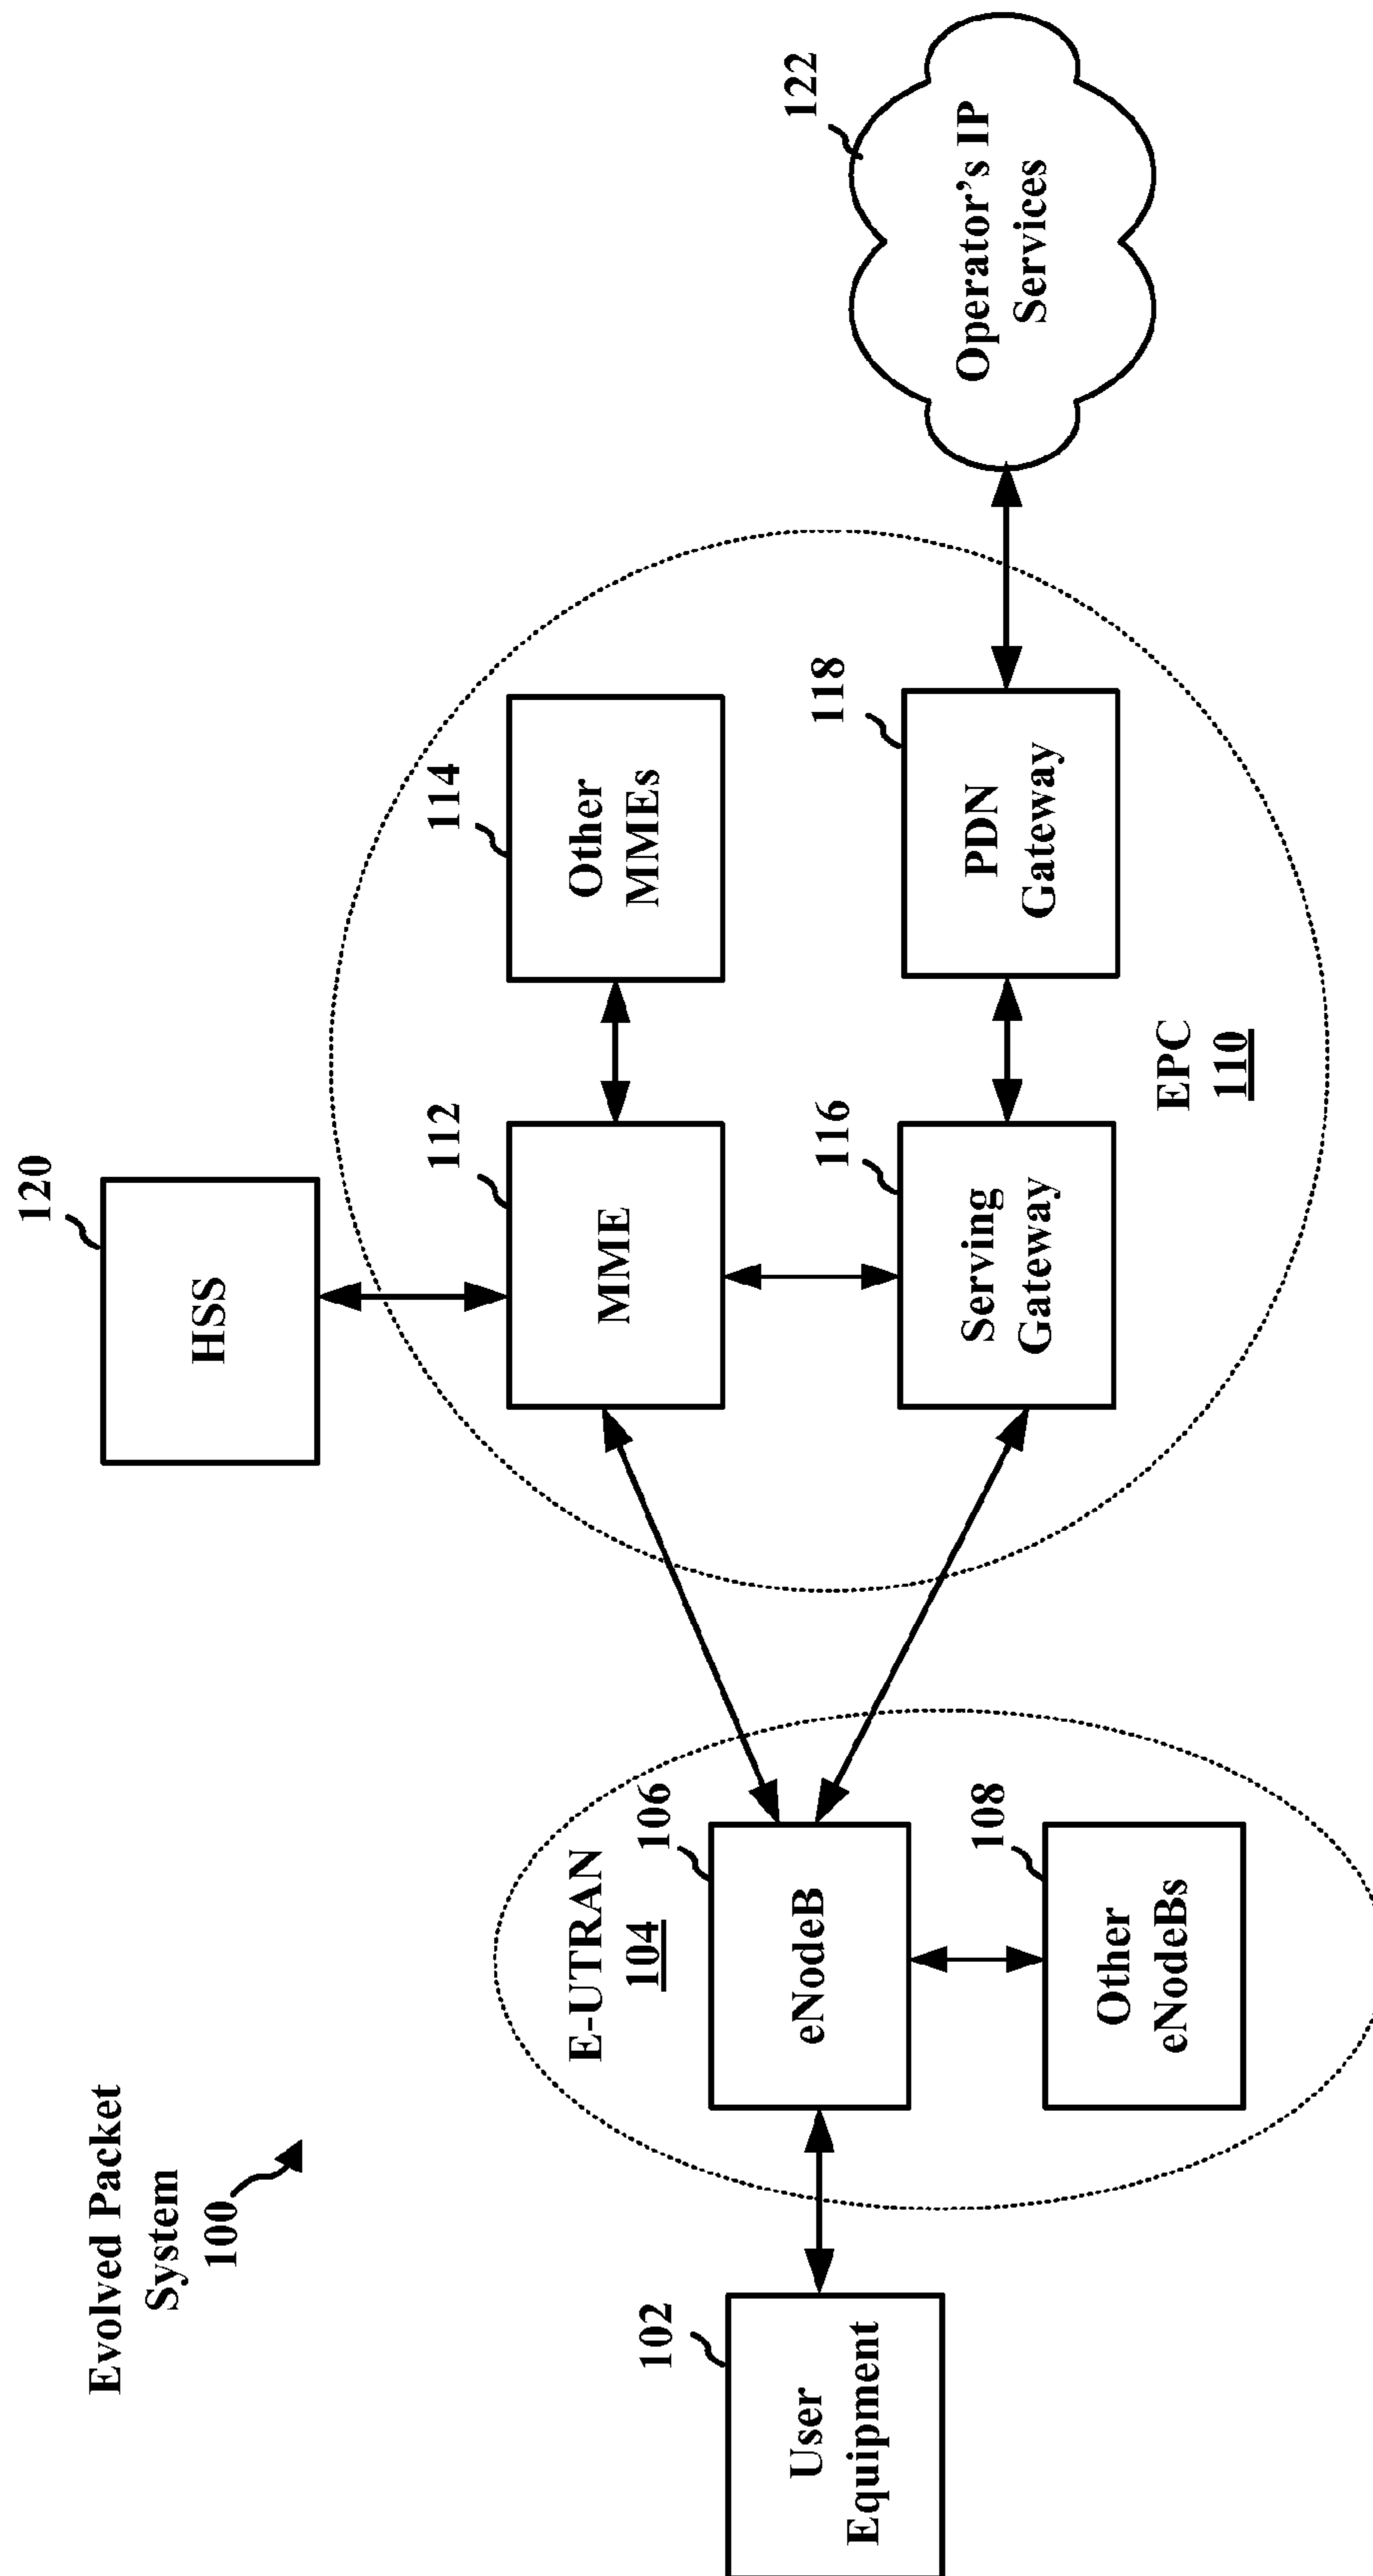 Evolved Packet
System
100
120
HSS
112
MME
114
Other
MMEs
122
Operator's IP
Services
E-UTRAN
104
106
eNodeB
102
User
Equipment
108
Other
eNodeBs
116
Serving
Gateway
118
PDN
Gateway
EPC
110